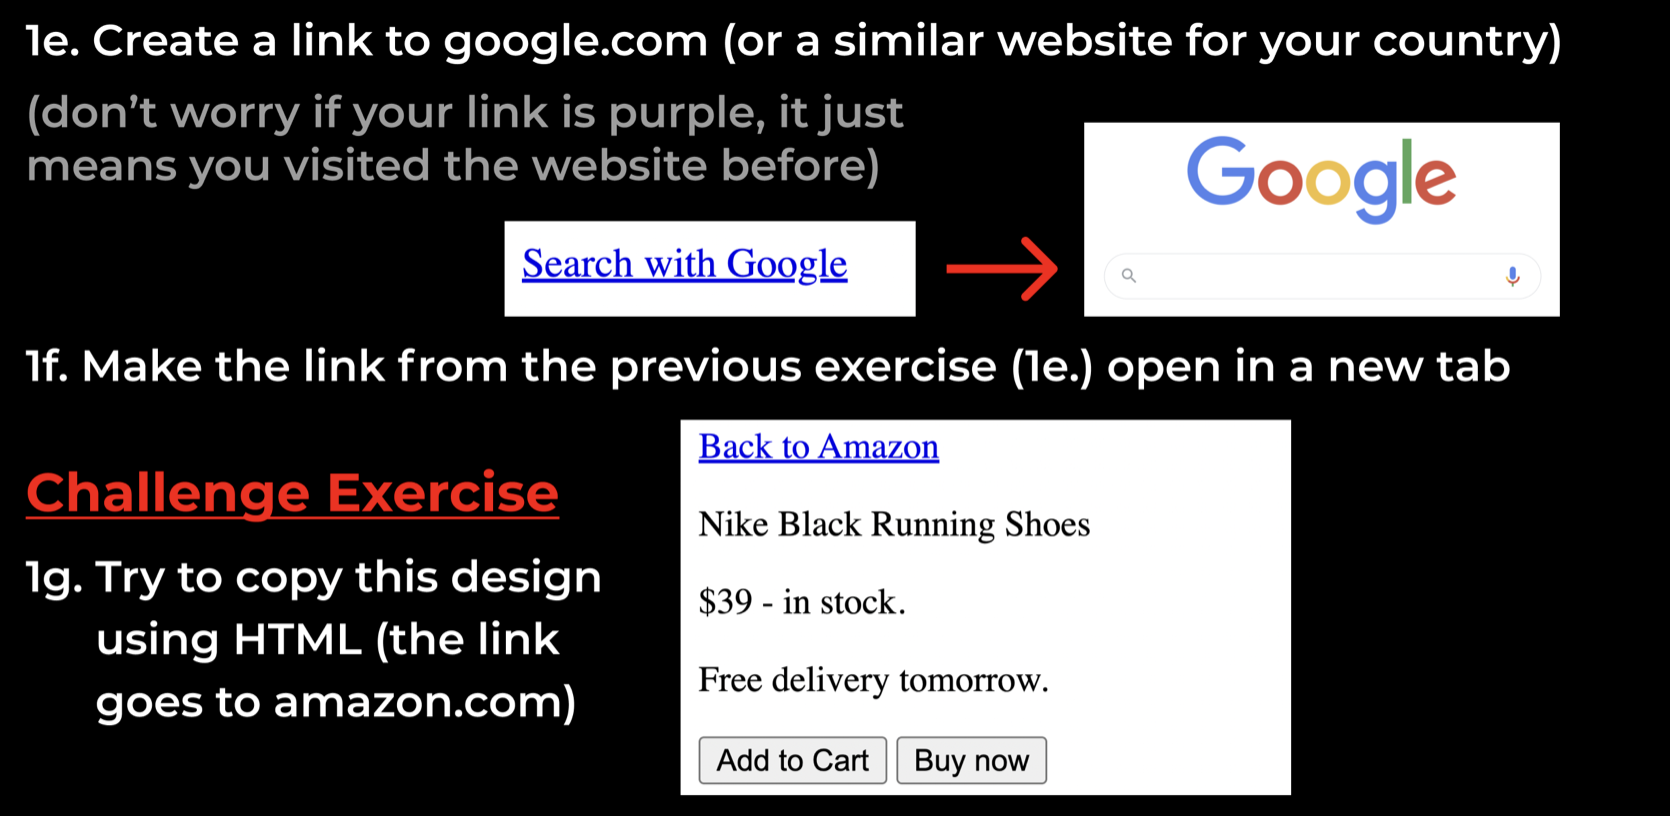 1e. Create a link to google.com (or a similar website for your country)
(don’t worry if your link is purple, it just
means you visited the website before)
Google
Search with Google
1f. Make the link from the previous exercise (1e.) open in a new tab
Challenge Exercise
1g. Try to copy this design
using HTML (the link
goes to amazon.com)
Back to Amazon
Nike Black Running Shoes
$39 - in stock.
Free delivery tomorrow.
Add to Cart
Buy now